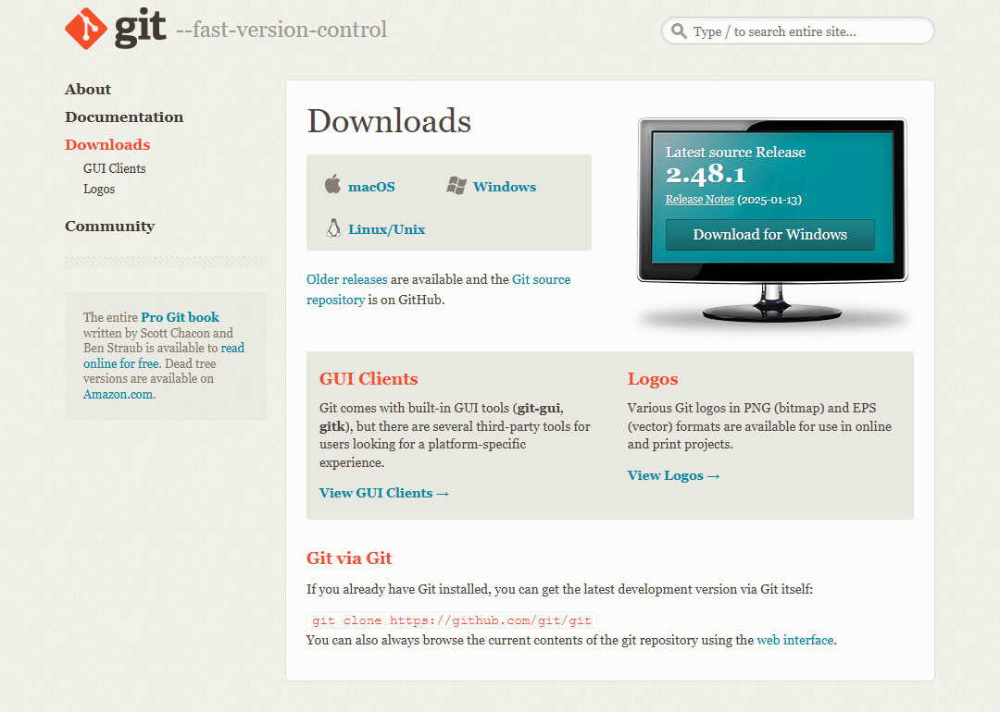 git --fast-version-control
Type / to search entire site...
About
Documentation
Downloads
GUI Clients
Logos
Community
The entire Pro Git book
written by Scott Chacon and
Ben Straub is available to read
online for free. Dead tree
versions are available on
Amazon.com.
Downloads
macOS
Windows
Linux/Unix
Older releases are available and the Git source
repository is on GitHub.
Latest source Release
2.48.1
Release Notes (2025-01-13)
Download for Windows
GUI Clients
Git comes with built-in GUI tools (git-gui,
gitk), but there are several third-party tools for
users looking for a platform-specific
experience.
View GUI Clients →
Logos
Various Git logos in PNG (bitmap) and EPS
(vector) formats are available for use in online
and print projects.
View Logos →
Git via Git
If you already have Git installed, you can get the latest development version via Git itself:
git clone https://github.com/git/git
You can also always browse the current contents of the git repository using the web interface.